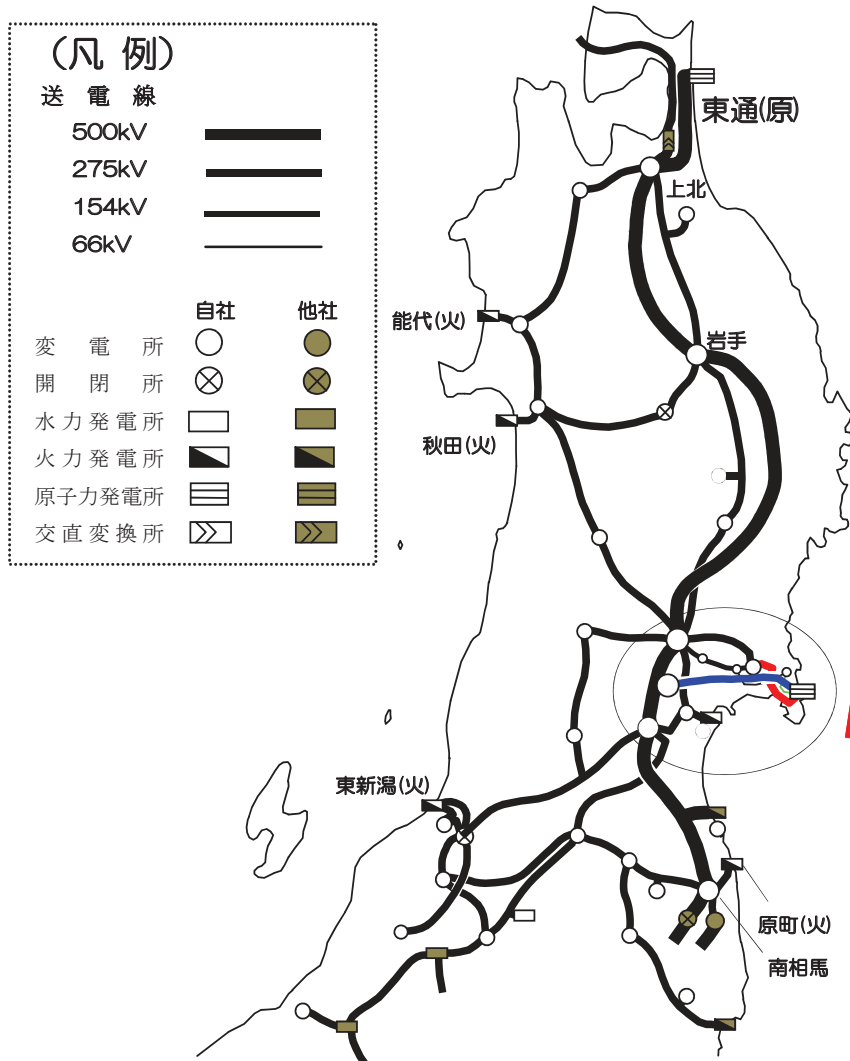 (凡 例)
送 電 線
500kV
275kV
154kV
66kV
自社 他社
変 電 所
開 閉 所
水力発電所
火力発電所
原子力発電所
交直変換所
東通(原)
上北
能代(火)
岩手
秋田(火)
東新潟(火)
原町(火)
南相馬